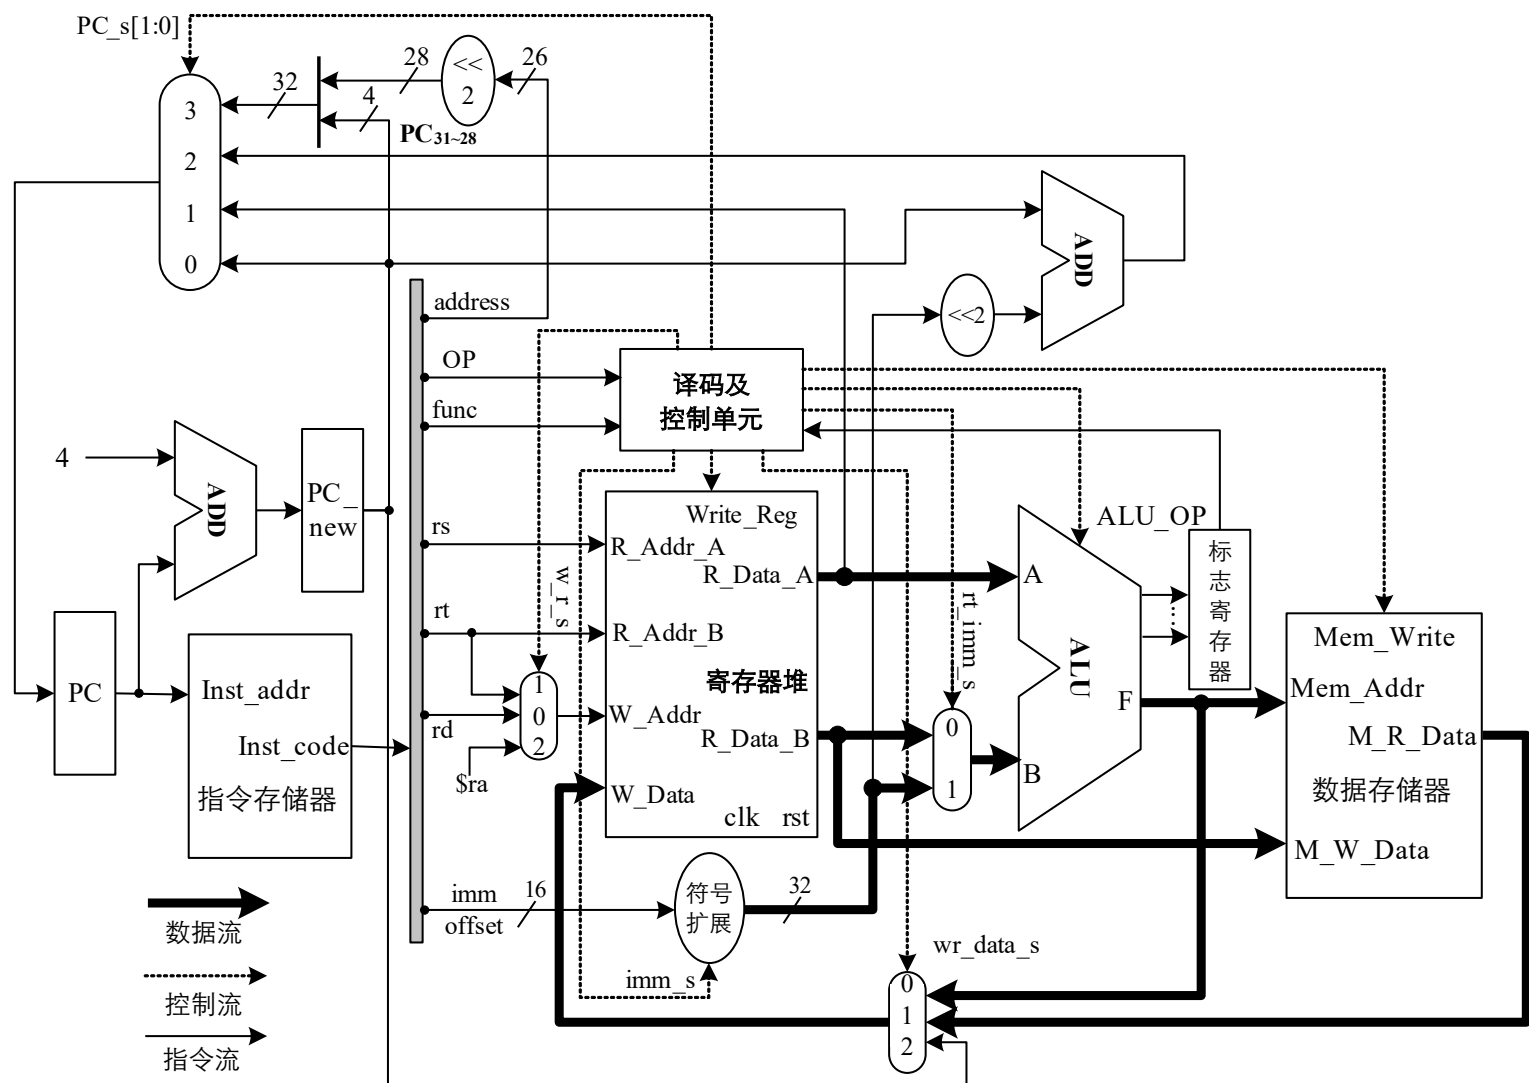 PC_s[1:0]
28
<<
2
26
32
4
PC31~28
3
2
1
0
ADD
<<2
address
OP
func
译码及
控制单元
4
ADD
PC_
new
rs
rt
rd
$ra
w_r_s
1
0
2
Write_Reg
R_Addr_A
R_Data_A
R_Addr_B
寄存器堆
W_Addr
R_Data_B
W_Data
clk rst
rt_imm_s
0
1
ALU_OP
A
B
ALU
F
标
志
寄
存
器
Mem_Write
Mem_Addr
M_R_Data
数据存储器
M_W_Data
PC
Inst_addr
Inst_code
指令存储器
imm
offset
16
符号
扩展
32
imm_s
wr_data_s
0
1
2
数据流
控制流
指令流